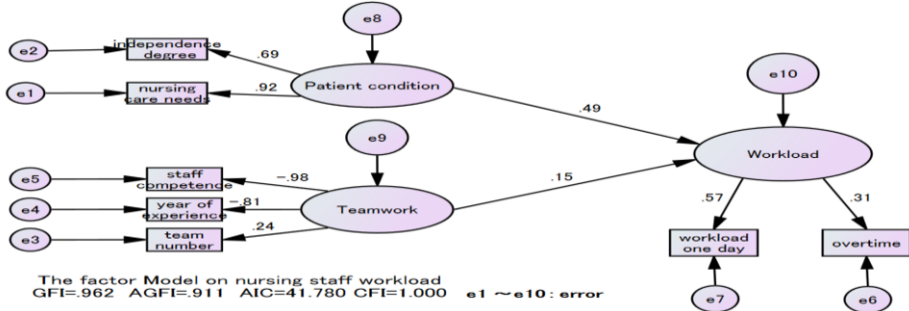 e8
e2
independence
degree
.69
Patient condition
e1
nursing
care needs
.92
e10
.49
e9
Workload
e5
staff
competence
-.98
.15
e4
year of
experience
-.81
Teamwork
e3
team
number
.24
.57
.31
workload
one day
overtime
The factor Model on nursing staff workload
GFI=.962 AGFI=.911 AIC=41.780 CFI=1.000 e1 ~e10: error
e7
e6